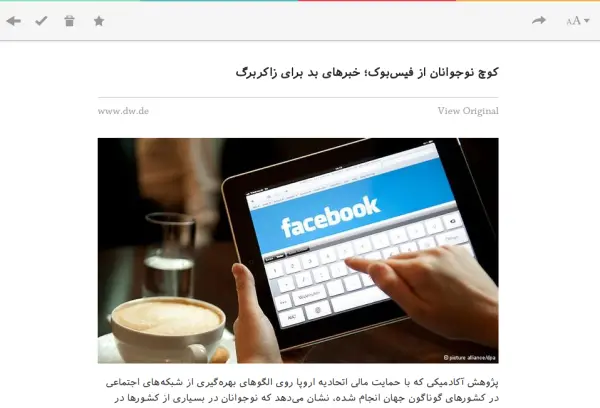 AA
کوچ نوجوانان از فیس‌بوک؛ خبرهای بد برای زاکربرگ
www.dw.de
View Original
facebook
© picture alliance/dpa
پژوهش آکادمیکی که با حمایت مالی اتحادیه اروپا روی الگوهای بهره‌گیری از شبکه‌های اجتماعی
در کشورهای گوناگون جهان انجام شده، نشان می‌دهد که نوجوانان در بسیاری از کشورها در